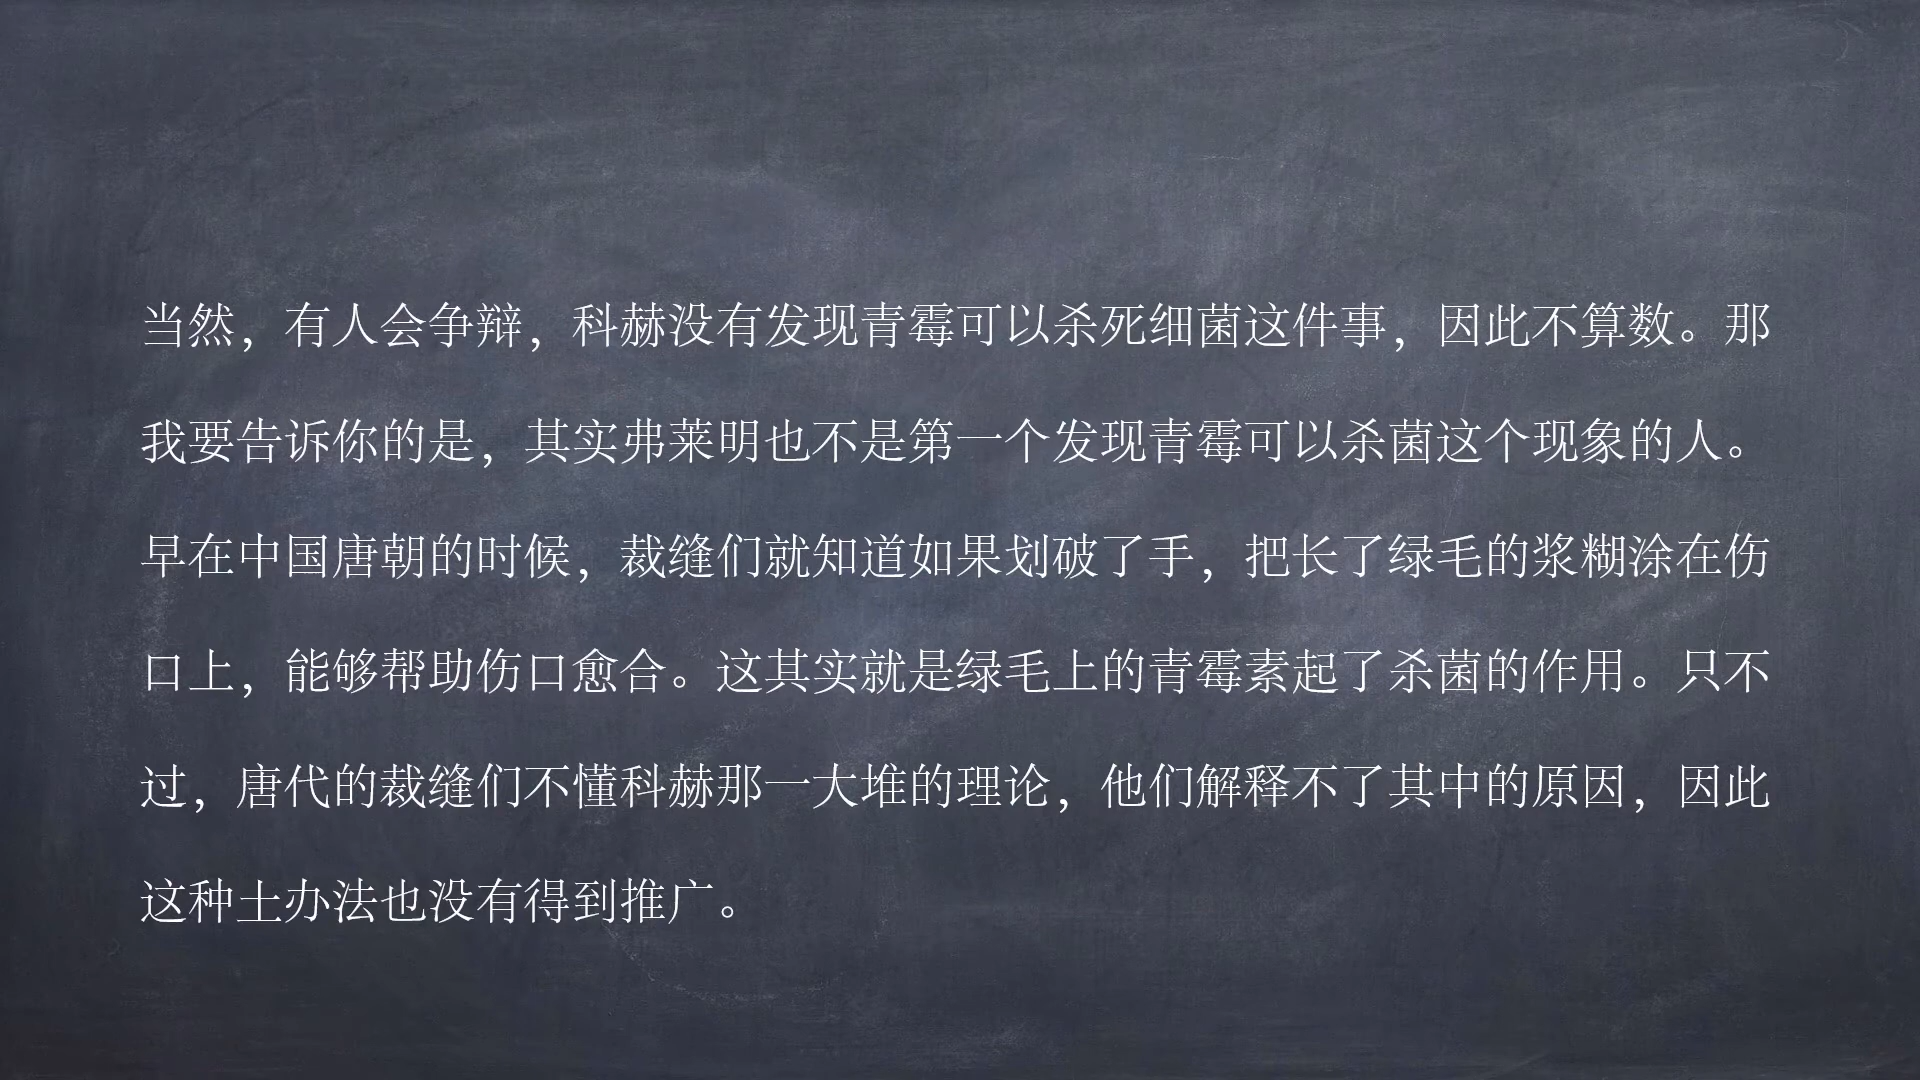 当然，有人会争辩，科赫没有发现青霉可以杀死细菌这件事，因此不算数。那
我要告诉你的是，其实弗莱明也不是第一个发现青霉可以杀菌这个现象的人。
早在中国唐朝的时候，裁缝们就知道如果划破了手，把长了绿毛的浆糊涂在伤
口上，能够帮助伤口愈合。这其实就是绿毛上的青霉素起了杀菌的作用。只不
过，唐代的裁缝们不懂科赫那一大堆的理论，他们解释不了其中的原因，因此
这种土办法也没有得到推广。